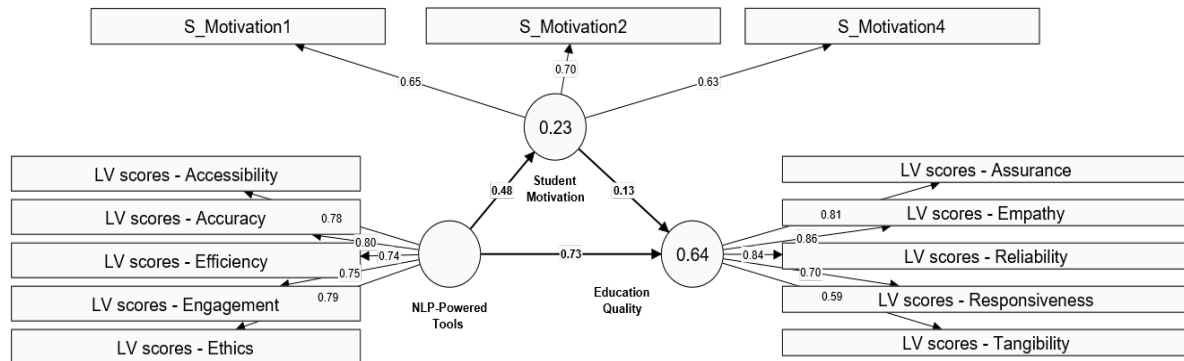 S_Motivation1
S_Motivation2
S_Motivation4
0.65
0.70
0.63
0.23
Student
Motivation
0.48
0.13
LV scores - Accessibility
LV scores - Accuracy
LV scores - Efficiency
LV scores - Engagement
LV scores - Ethics
0.78
0.80
0.74
0.75
0.79
NLP-Powered
Tools
0.73
0.64
Education
Quality
0.81
0.86
0.84
0.70
0.59
LV scores - Assurance
LV scores - Empathy
LV scores - Reliability
LV scores - Responsiveness
LV scores - Tangibility